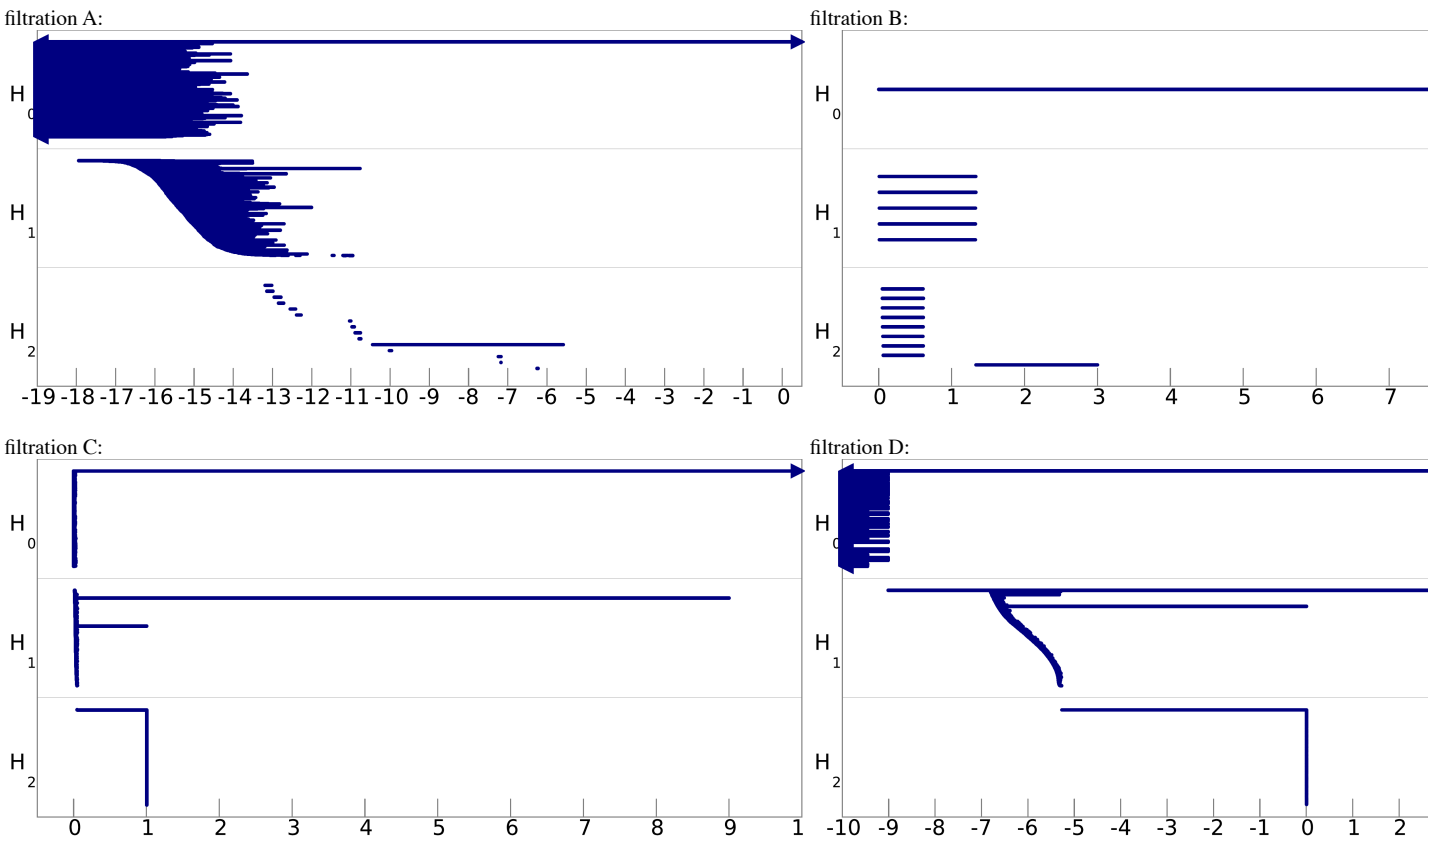 filtration A: filtration B:
H 0 H 0
H 1 H 1
H 2 H 2
-19 -18 -17 -16 -15 -14 -13 -12 -11 -10 -9 -8 -7 -6 -5 -4 -3 -2 -1 0 0 1 2 3 4 5 6 7
filtration C: filtration D:
H 0 H 0
H 1 H 1
H 2 H 2
0 1 2 3 4 5 6 7 8 9 1 -10 -9 -8 -7 -6 -5 -4 -3 -2 -1 0 1 2